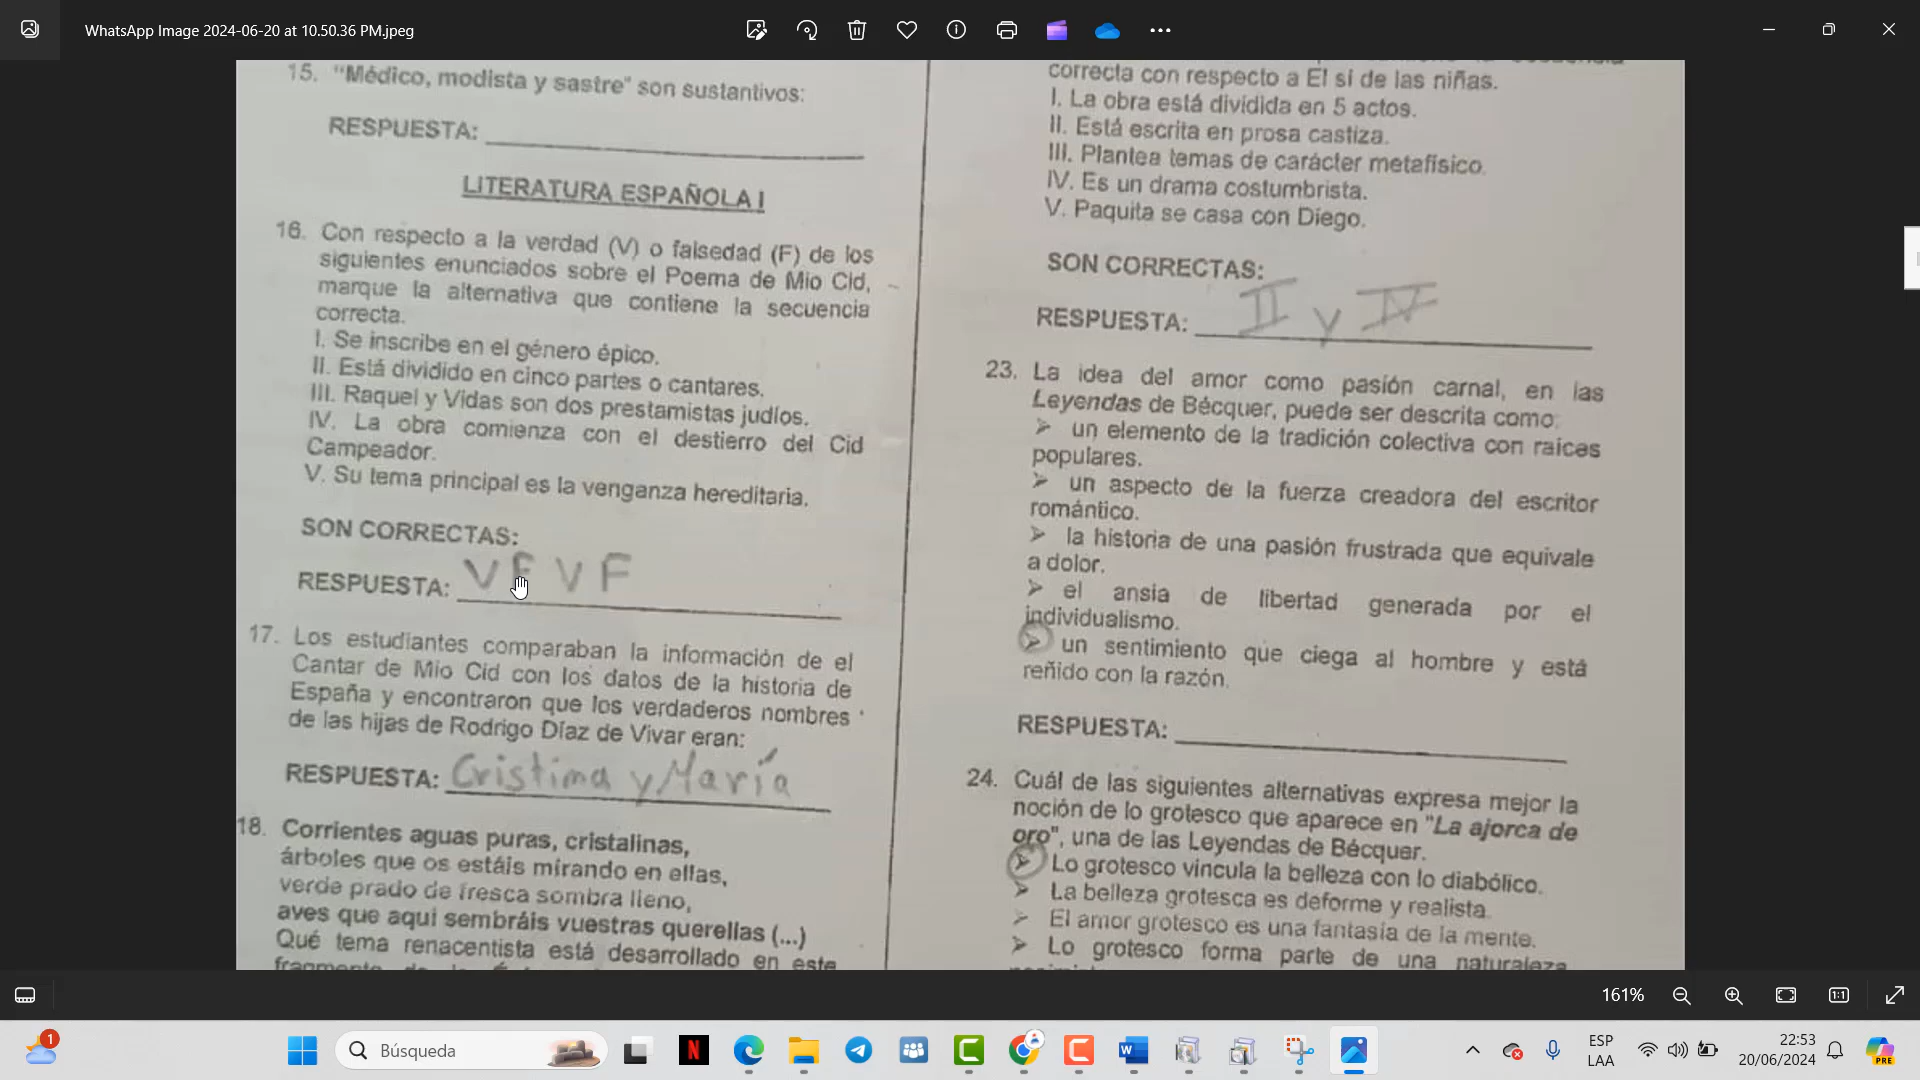 WhatsApp Image 2024-06-20 at 10.50.36 PM.jpeg
15. "Médico, modista y sastre" son sustantivos:
RESPUESTA:
LITERATURA ESPAÑOLA I
16. Con respecto a la verdad (V) o falsedad (F) de los
siguientes enunciados sobre el Poema de Mio Cid,
marque la alternativa que contiene la secuencia
correcta.
I. Se inscribe en el género épico.
II. Está dividido en cinco partes o cantares.
III. Raquel y Vidas son dos prestamistas judíos.
IV. La obra comienza con el destierro del Cid
Campeador.
V. Su tema principal es la venganza hereditaria.
SON CORRECTAS:
RESPUESTA: V F V F
17. Los estudiantes comparaban la información de el
Cantar de Mio Cid con los datos de la historia de
España y encontraron que los verdaderos nombres
de las hijas de Rodrigo Díaz de Vivar eran:
RESPUESTA: Cristina y María
18. Corrientes aguas puras, cristalinas,
árboles que os estáis mirando en ellas,
verde prado de fresca sombra lleno,
aves que aquí sembráis vuestras querellas (...)
Qué tema renacentista está desarrollado en este
fragmento de la
correcta con respecto a El sí de las niñas.
I. La obra está dividida en 5 actos.
II. Está escrita en prosa castiza.
III. Plantea temas de carácter metafísico.
IV. Es un drama costumbrista.
V. Paquita se casa con Diego.
SON CORRECTAS:
RESPUESTA: II y IV
23. La idea del amor como pasión carnal, en las
Leyendas de Bécquer, puede ser descrita como:
➢ un elemento de la tradición colectiva con raíces
populares.
➢ un aspecto de la fuerza creadora del escritor
romántico.
➢ la historia de una pasión frustrada que equivale
a dolor.
➢ el ansia de libertad generada por el
individualismo.
➢ un sentimiento que ciega al hombre y está
reñido con la razón.
RESPUESTA:
24. Cuál de las siguientes alternativas expresa mejor la
noción de lo grotesco que aparece en "La ajorca de
oro", una de las Leyendas de Bécquer.
➢ Lo grotesco vincula la belleza con lo diabólico.
➢ La belleza grotesca es deforme y realista.
➢ El amor grotesco es una fantasía de la mente.
➢ Lo grotesco forma parte de una naturaleza
161%
1
Búsqueda
ESP
LAA
22:53
20/06/2024
PRE